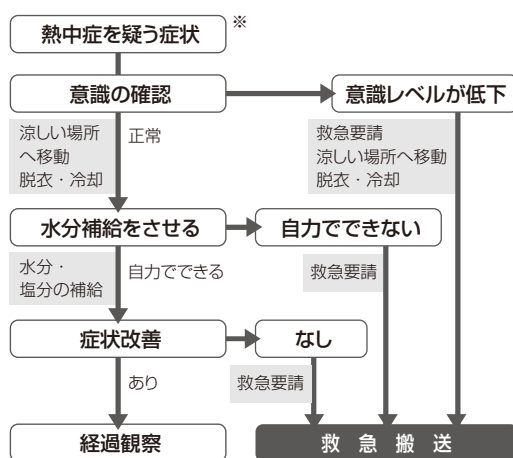 熱中症を疑う症状
※
意識の確認
意識レベルが低下
涼しい場所
へ移動
脱衣・冷却
正常
救急要請
涼しい場所へ移動
脱衣・冷却
水分補給をさせる
自力でできない
水分・
塩分の補給
自力でできる
救急要請
症状改善
なし
あり
救急要請
経過観察
救急搬送